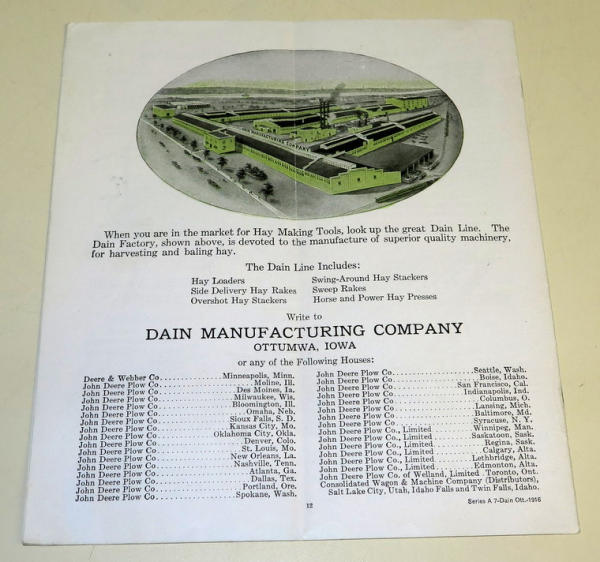 DAIN MANUFACTURING COMPANY
When you are in the market for Hay Making Tools, look up the great Dain Line. The
Dain Factory, shown above, is devoted to the manufacture of superior quality machinery,
for harvesting and baling hay.
The Dain Line Includes:
Hay Loaders
Side Delivery Hay Rakes
Overshot Hay Stackers
Swing-Around Hay Stackers
Sweep Rakes
Horse and Power Hay Presses
Write to
DAIN MANUFACTURING COMPANY
OTTUMWA, IOWA
or any of the Following Houses:
Deere & Webber Co. Minneapolis, Minn.
John Deere Plow Co. Moline, Ill.
John Deere Plow Co. Des Moines, Ia.
John Deere Plow Co. Milwaukee, Wis.
John Deere Plow Co. Bloomington, Ill.
John Deere Plow Co. Omaha, Neb.
John Deere Plow Co. Sioux Falls, S. D.
John Deere Plow Co. Kansas City, Mo.
John Deere Plow Co. Oklahoma City, Okla.
John Deere Plow Co. Denver, Colo.
John Deere Plow Co. St. Louis, Mo.
John Deere Plow Co. New Orleans, La.
John Deere Plow Co. Nashville, Tenn.
John Deere Plow Co. Atlanta, Ga.
John Deere Plow Co. Dallas, Tex.
John Deere Plow Co. Portland, Ore.
John Deere Plow Co. Spokane, Wash.
John Deere Plow Co. Seattle, Wash.
John Deere Plow Co. Boise, Idaho.
John Deere Plow Co. San Francisco, Cal.
John Deere Plow Co. Indianapolis, Ind.
John Deere Plow Co. Columbus, O.
John Deere Plow Co. Lansing, Mich.
John Deere Plow Co. Baltimore, Md.
John Deere Plow Co. Syracuse, N. Y.
John Deere Plow Co., Limited Winnipeg, Man.
John Deere Plow Co., Limited Saskatoon, Sask.
John Deere Plow Co., Limited Regina, Sask.
John Deere Plow Co., Limited Calgary, Alta.
John Deere Plow Co., Limited Lethbridge, Alta.
John Deere Plow Co., Limited Edmonton, Alta.
John Deere Plow Co. of Welland, Limited. Toronto, Ont.
Consolidated Wagon & Machine Company (Distributors),
Salt Lake City, Utah, Idaho Falls and Twin Falls, Idaho.
12
Series A 7-Dain Ott.-1916